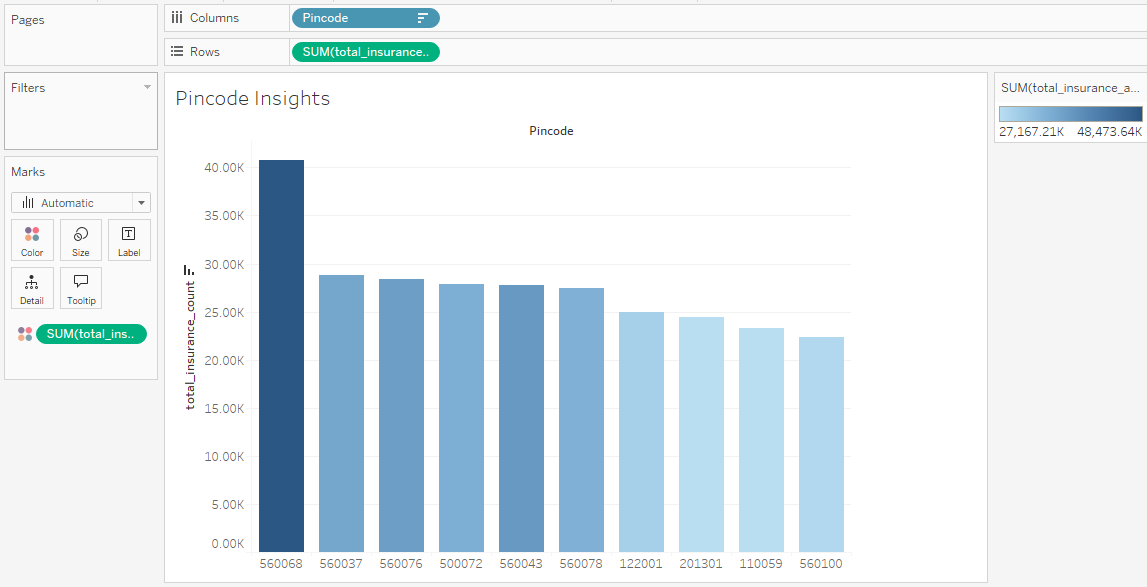 Pages
Columns
Pincode
Rows
SUM(total_insurance..
Filters
Marks
Automatic
Color
Size
Label
Detail
Tooltip
SUM(total_ins..
Pincode Insights
Pincode
total_insurance_count
40.00K
35.00K
30.00K
25.00K
20.00K
15.00K
10.00K
5.00K
0.00K
560068 560037 560076 500072 560043 560078 122001 201301 110059 560100
SUM(total_insurance_a...
27,167.21K 48,473.64K